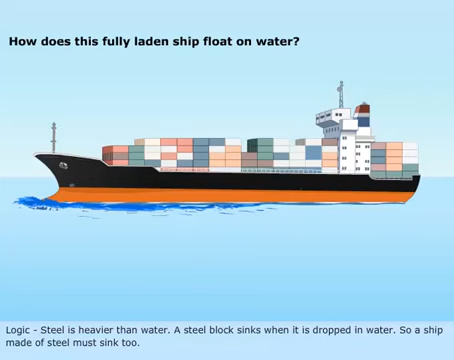 How does this fully laden ship float on water?
Logic - Steel is heavier than water. A steel block sinks when it is dropped in water. So a ship
made of steel must sink too.